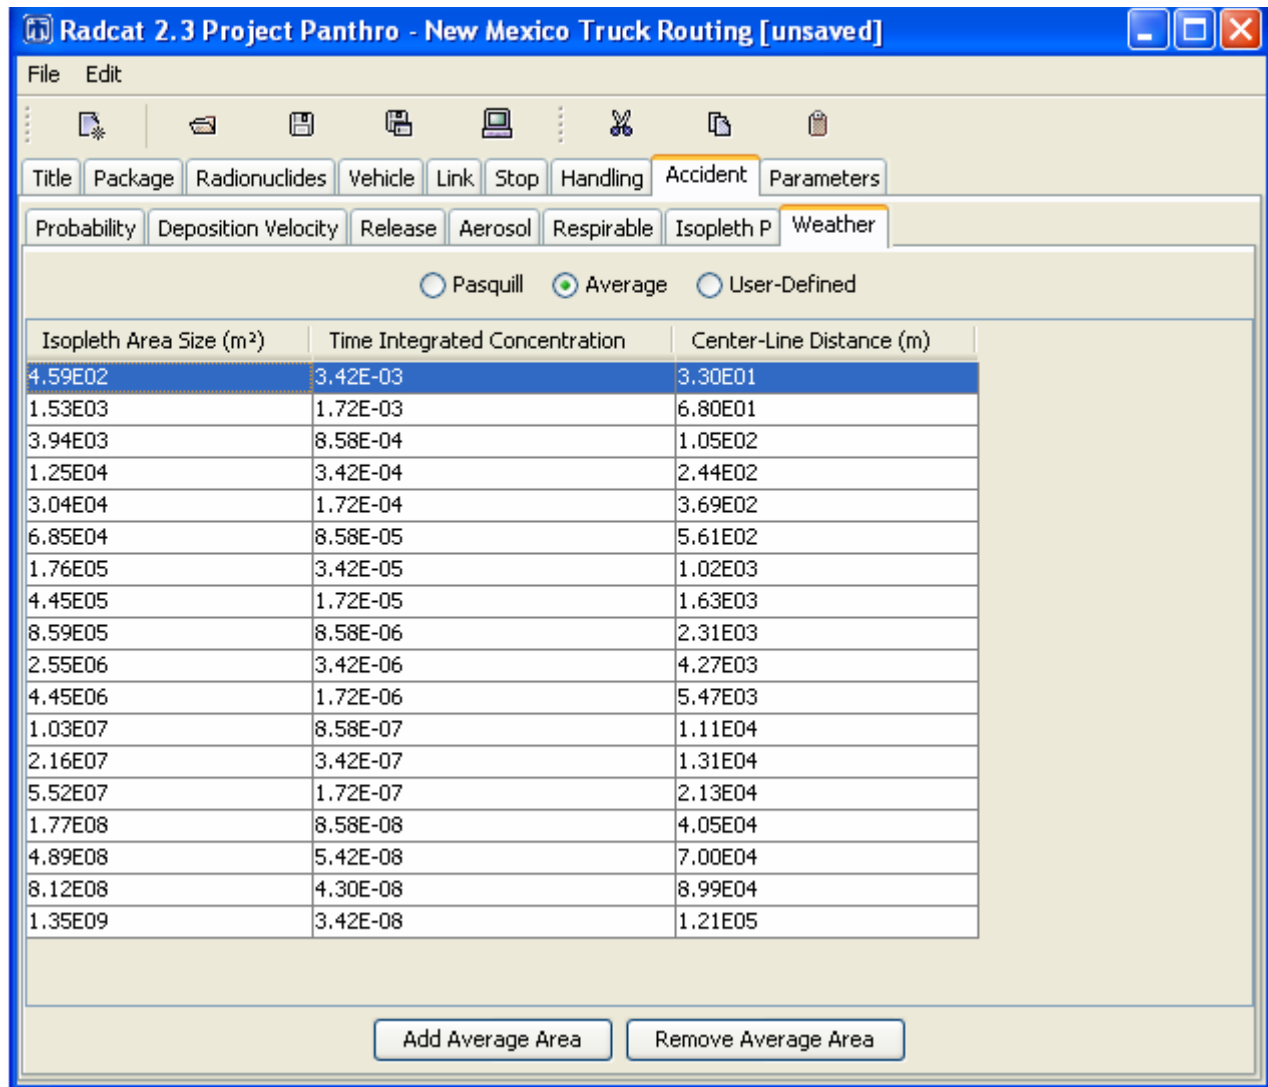 Radcat 2.3 Project Panthro - New Mexico Truck Routing [unsaved]
File Edit
Title Package Radionuclides Vehicle Link Stop Handling Accident Parameters
Probability Deposition Velocity Release Aerosol Respirable Isopleth P Weather
Pasquill Average User-Defined
Isopleth Area Size (m²) Time Integrated Concentration Center-Line Distance (m)
4.59E02 3.42E-03 3.30E01
1.53E03 1.72E-03 6.80E01
3.94E03 8.58E-04 1.05E02
1.25E04 3.42E-04 2.44E02
3.04E04 1.72E-04 3.69E02
6.85E04 8.58E-05 5.61E02
1.76E05 3.42E-05 1.02E03
4.45E05 1.72E-05 1.63E03
8.59E05 8.58E-06 2.31E03
2.55E06 3.42E-06 4.27E03
4.45E06 1.72E-06 5.47E03
1.03E07 8.58E-07 1.11E04
2.16E07 3.42E-07 1.31E04
5.52E07 1.72E-07 2.13E04
1.77E08 8.58E-08 4.05E04
4.89E08 5.42E-08 7.00E04
8.12E08 4.30E-08 8.99E04
1.35E09 3.42E-08 1.21E05
Add Average Area Remove Average Area